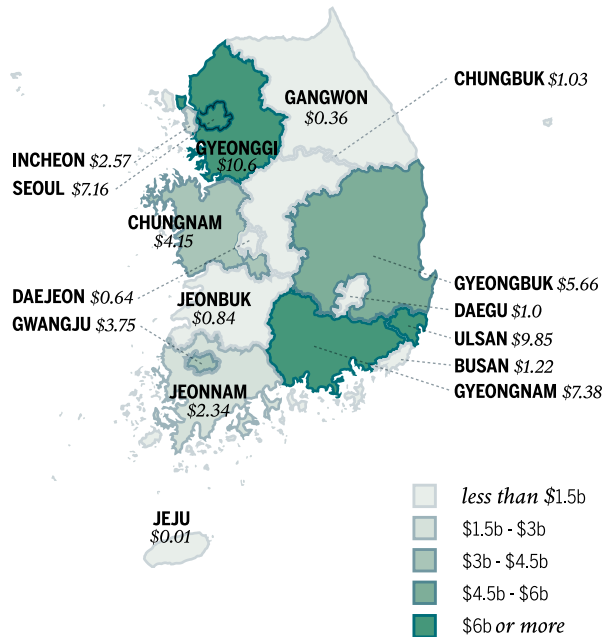 CHUNGBUK $1.03
GANGWON
$0.36
GYEONGGI
$10.6
INCHEON $2.57
SEOUL $7.16
CHUNGNAM
$4.15
GYEONGBUK $5.66
DAEJEON $0.64
JEONBUK
$0.84
DAEGU $1.0
GWANGJU $3.75
ULSAN $9.85
BUSAN $1.22
GYEONGNAM $7.38
JEONNAM
$2.34
JEJU
$0.01
less than $1.5b
$1.5b - $3b
$3b - $4.5b
$4.5b - $6b
$6b or more